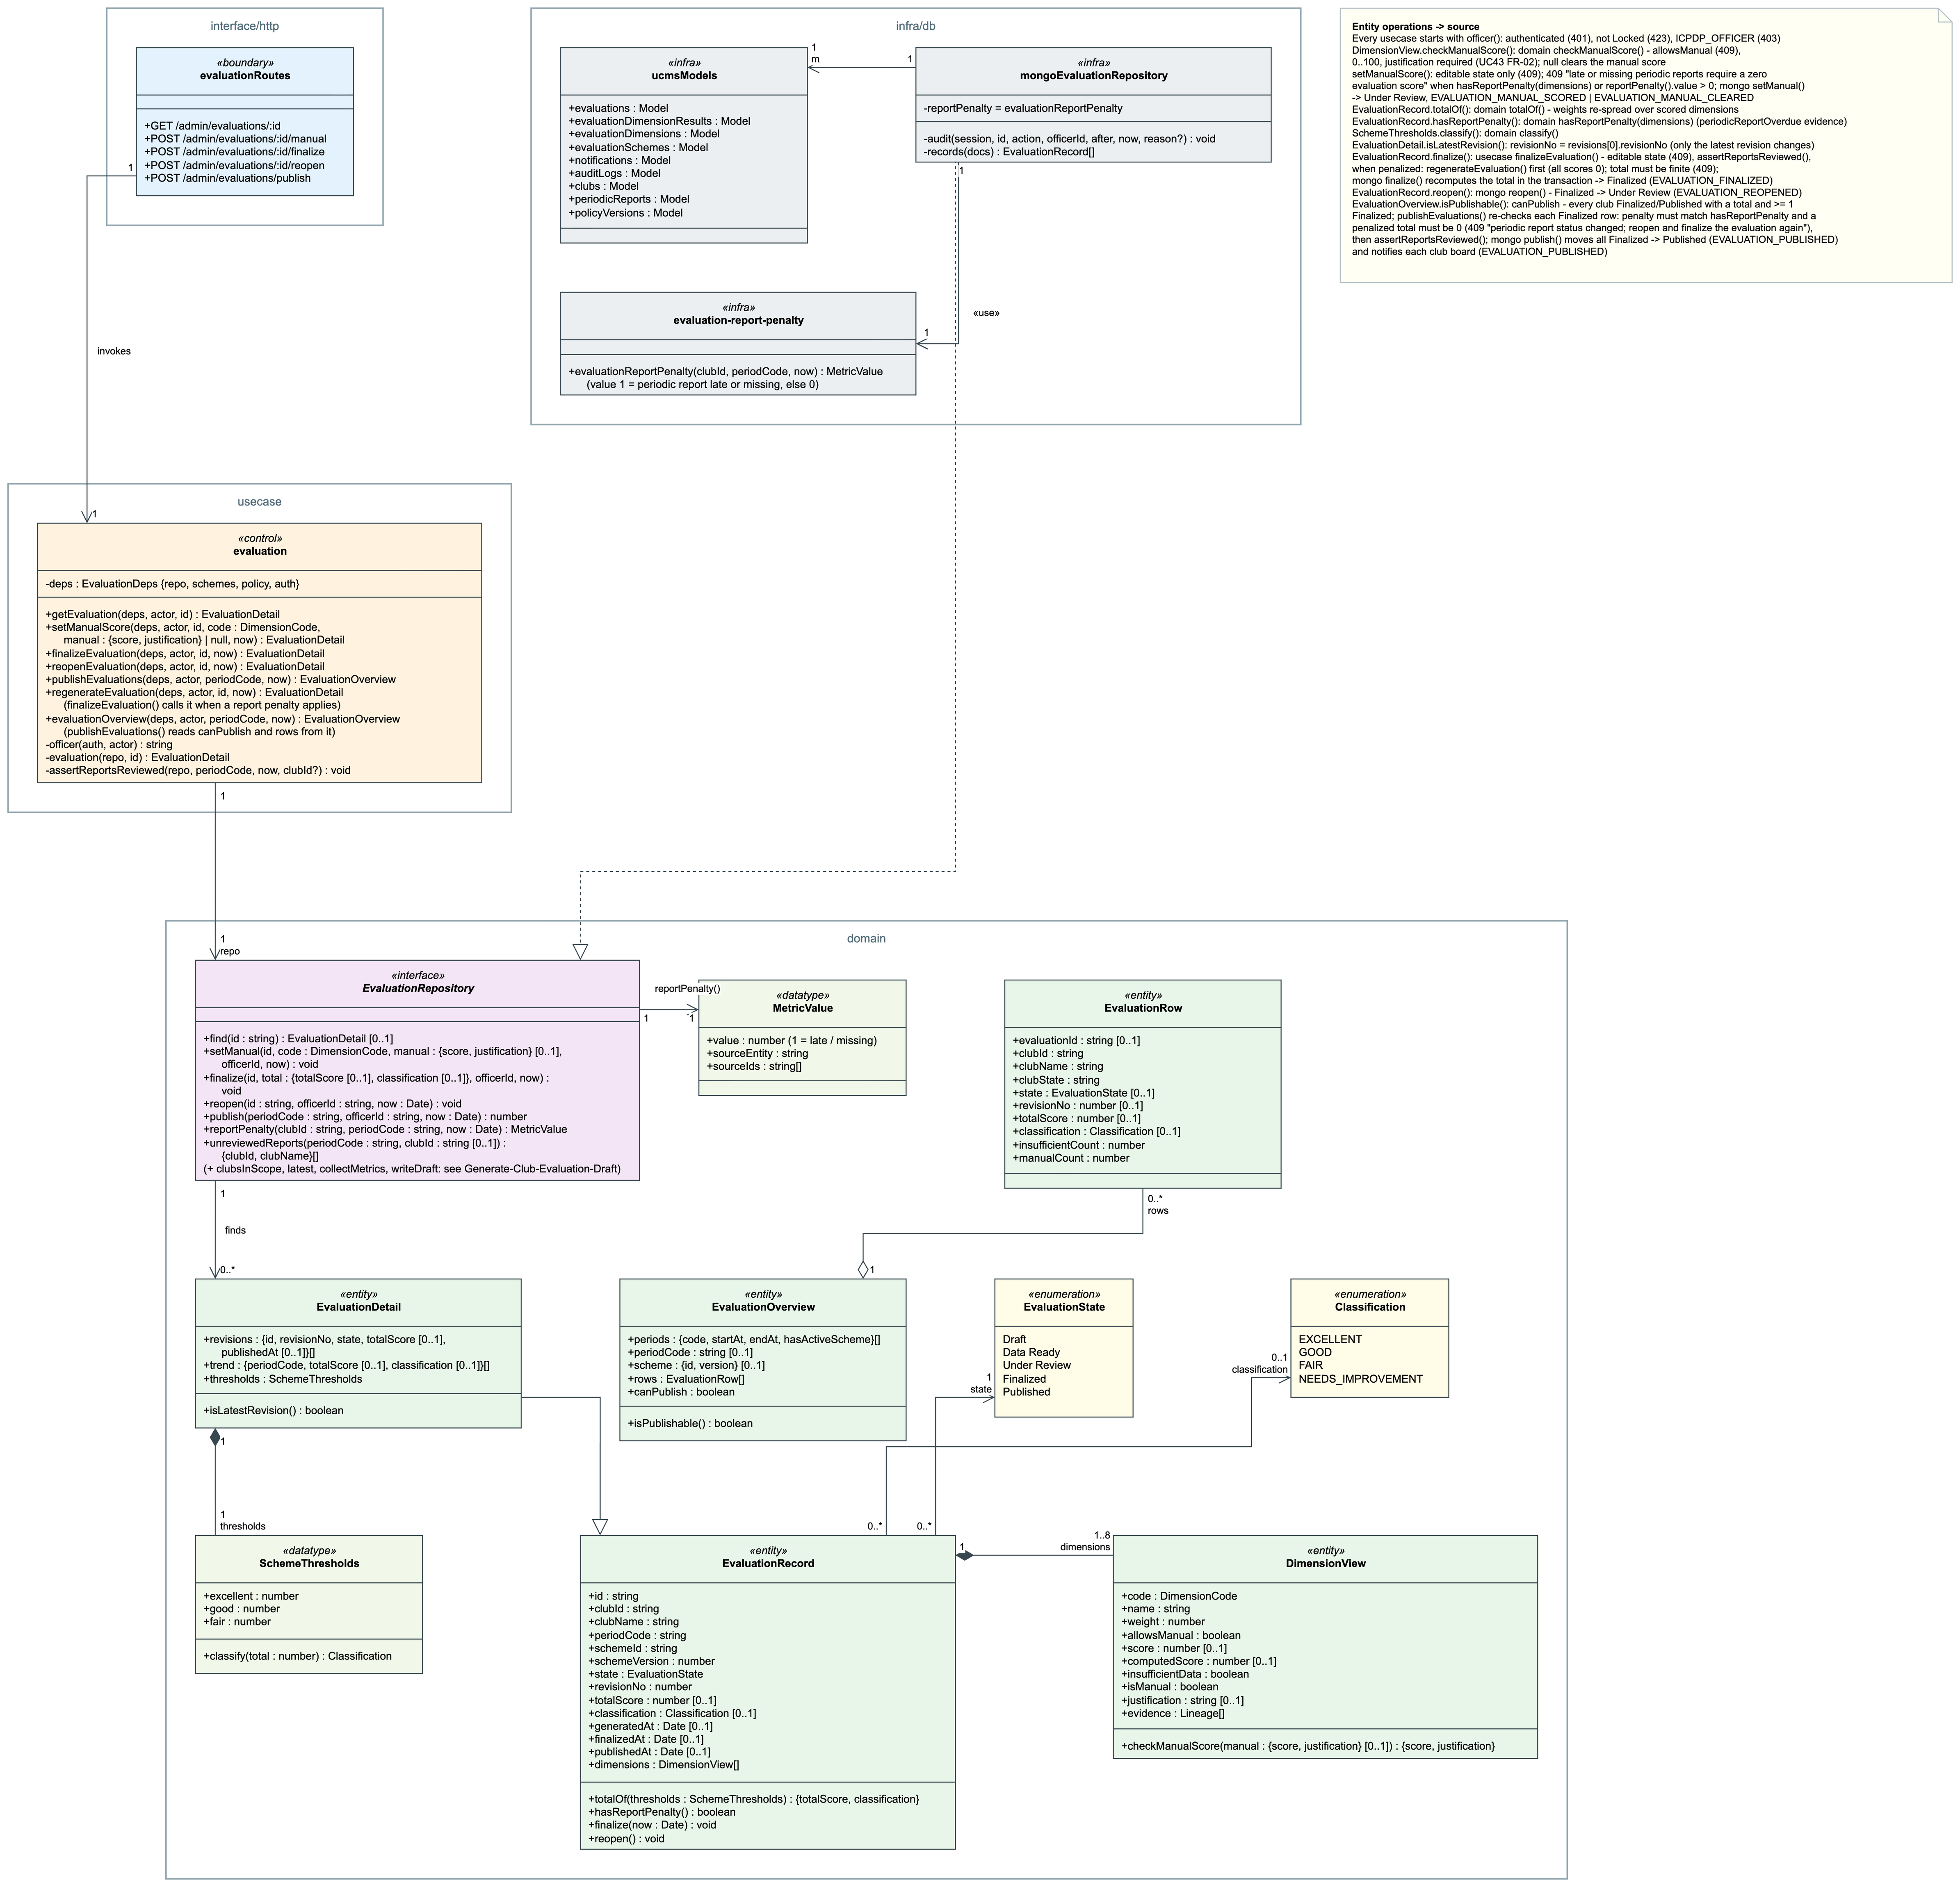 interface/http
«boundary»
evaluationRoutes
+GET /admin/evaluations/:id
+POST /admin/evaluations/:id/manual
+POST /admin/evaluations/:id/finalize
+POST /admin/evaluations/:id/reopen
+POST /admin/evaluations/publish
1
invokes
1
infra/db
«infra»
ucmsModels
+evaluations : Model
+evaluationDimensionResults : Model
+evaluationDimensions : Model
+evaluationSchemes : Model
+notifications : Model
+auditLogs : Model
+clubs : Model
+periodicReports : Model
+policyVersions : Model
1
m
1
«infra»
mongoEvaluationRepository
-reportPenalty = evaluationReportPenalty
-audit(session, id, action, officerId, after, now, reason?) : void
-records(docs) : EvaluationRecord[]
1
«use»
1
«infra»
evaluation-report-penalty
+evaluationReportPenalty(clubId, periodCode, now) : MetricValue
(value 1 = periodic report late or missing, else 0)
Entity operations -> source
Every usecase starts with officer(): authenticated (401), not Locked (423), ICPDP_OFFICER (403)
DimensionView.checkManualScore(): domain checkManualScore() - allowsManual (409),
0..100, justification required (UC43 FR-02); null clears the manual score
setManualScore(): editable state only (409); 409 "late or missing periodic reports require a zero
evaluation score" when hasReportPenalty(dimensions) or reportPenalty().value > 0; mongo setManual()
-> Under Review, EVALUATION_MANUAL_SCORED | EVALUATION_MANUAL_CLEARED
EvaluationRecord.totalOf(): domain totalOf() - weights re-spread over scored dimensions
EvaluationRecord.hasReportPenalty(): domain hasReportPenalty(dimensions) (periodicReportOverdue evidence)
SchemeThresholds.classify(): domain classify()
EvaluationDetail.isLatestRevision(): revisionNo = revisions[0].revisionNo (only the latest revision changes)
EvaluationRecord.finalize(): usecase finalizeEvaluation() - editable state (409), assertReportsReviewed(),
when penalized: regenerateEvaluation() first (all scores 0); total must be finite (409);
mongo finalize() recomputes the total in the transaction -> Finalized (EVALUATION_FINALIZED)
EvaluationRecord.reopen(): mongo reopen() - Finalized -> Under Review (EVALUATION_REOPENED)
EvaluationOverview.isPublishable(): canPublish - every club Finalized/Published with a total and >= 1
Finalized; publishEvaluations() re-checks each Finalized row: penalty must match hasReportPenalty and a
penalized total must be 0 (409 "periodic report status changed; reopen and finalize the evaluation again"),
then assertReportsReviewed(); mongo publish() moves all Finalized -> Published (EVALUATION_PUBLISHED)
and notifies each club board (EVALUATION_PUBLISHED)
usecase
«control»
evaluation
-deps : EvaluationDeps {repo, schemes, policy, auth}
+getEvaluation(deps, actor, id) : EvaluationDetail
+setManualScore(deps, actor, id, code : DimensionCode,
manual : {score, justification} | null, now) : EvaluationDetail
+finalizeEvaluation(deps, actor, id, now) : EvaluationDetail
+reopenEvaluation(deps, actor, id, now) : EvaluationDetail
+publishEvaluations(deps, actor, periodCode, now) : EvaluationOverview
+regenerateEvaluation(deps, actor, id, now) : EvaluationDetail
(finalizeEvaluation() calls it when a report penalty applies)
+evaluationOverview(deps, actor, periodCode, now) : EvaluationOverview
(publishEvaluations() reads canPublish and rows from it)
-officer(auth, actor) : string
-evaluation(repo, id) : EvaluationDetail
-assertReportsReviewed(repo, periodCode, now, clubId?) : void
1
1
repo
domain
«interface»
EvaluationRepository
+find(id : string) : EvaluationDetail [0..1]
+setManual(id, code : DimensionCode, manual : {score, justification} [0..1],
officerId, now) : void
+finalize(id, total : {totalScore [0..1], classification [0..1]}, officerId, now) :
void
+reopen(id : string, officerId : string, now : Date) : void
+publish(periodCode : string, officerId : string, now : Date) : number
+reportPenalty(clubId : string, periodCode : string, now : Date) : MetricValue
+unreviewedReports(periodCode : string, clubId : string [0..1]) :
{clubId, clubName}[]
(+ clubsInScope, latest, collectMetrics, writeDraft: see Generate-Club-Evaluation-Draft)
reportPenalty()
1
1
«datatype»
MetricValue
+value : number (1 = late / missing)
+sourceEntity : string
+sourceIds : string[]
«entity»
EvaluationRow
+evaluationId : string [0..1]
+clubId : string
+clubName : string
+clubState : string
+state : EvaluationState [0..1]
+revisionNo : number [0..1]
+totalScore : number [0..1]
+classification : Classification [0..1]
+insufficientCount : number
+manualCount : number
0..*
rows
1
1
finds
0..*
«entity»
EvaluationDetail
+revisions : {id, revisionNo, state, totalScore [0..1],
publishedAt [0..1]}[]
+trend : {periodCode, totalScore [0..1], classification [0..1]}[]
+thresholds : SchemeThresholds
+isLatestRevision() : boolean
«entity»
EvaluationOverview
+periods : {code, startAt, endAt, hasActiveScheme}[]
+periodCode : string [0..1]
+scheme : {id, version} [0..1]
+rows : EvaluationRow[]
+canPublish : boolean
+isPublishable() : boolean
«enumeration»
EvaluationState
Draft
Data Ready
Under Review
Finalized
Published
1
state
«enumeration»
Classification
EXCELLENT
GOOD
FAIR
NEEDS_IMPROVEMENT
0..1
classification
1
1
thresholds
«datatype»
SchemeThresholds
+excellent : number
+good : number
+fair : number
+classify(total : number) : Classification
0..*
0..*
«entity»
EvaluationRecord
+id : string
+clubId : string
+clubName : string
+periodCode : string
+schemeId : string
+schemeVersion : number
+state : EvaluationState
+revisionNo : number
+totalScore : number [0..1]
+classification : Classification [0..1]
+generatedAt : Date [0..1]
+finalizedAt : Date [0..1]
+publishedAt : Date [0..1]
+dimensions : DimensionView[]
+totalOf(thresholds : SchemeThresholds) : {totalScore, classification}
+hasReportPenalty() : boolean
+finalize(now : Date) : void
+reopen() : void
1
1..8
dimensions
«entity»
DimensionView
+code : DimensionCode
+name : string
+weight : number
+allowsManual : boolean
+score : number [0..1]
+computedScore : number [0..1]
+insufficientData : boolean
+isManual : boolean
+justification : string [0..1]
+evidence : Lineage[]
+checkManualScore(manual : {score, justification} [0..1]) : {score, justification}